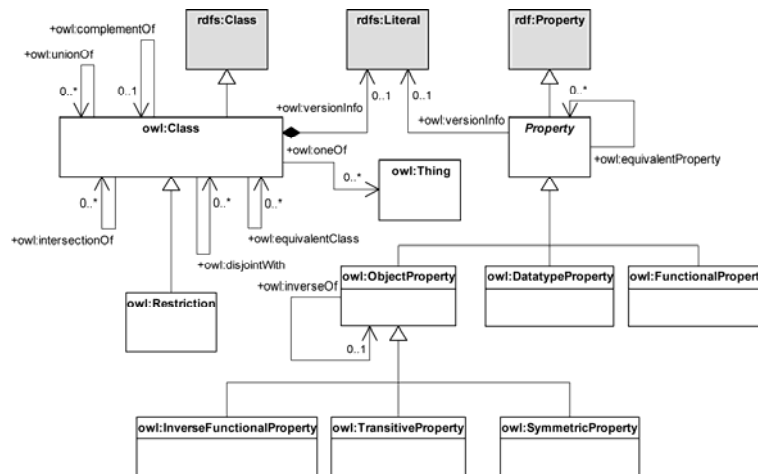 +owl:complementOf
rdfs:Class
rdfs:Literal
rdf:Property
+owl:unionOf
0..*
0..1
0..1
0..1
0..*
+owl:versionInfo
+owl:versionInfo
owl:Class
Property
+owl:oneOf
+owl:equivalentProperty
0..*
owl:Thing
0..*
0..*
0..*
+owl:intersectionOf
+owl:equivalentClass
+owl:disjointWith
owl:ObjectProperty
owl:DatatypeProperty
owl:FunctionalPropert
+owl:inverseOf
owl:Restriction
0..1
owl:InverseFunctionalProperty
owl:TransitiveProperty
owl:SymmetricProperty